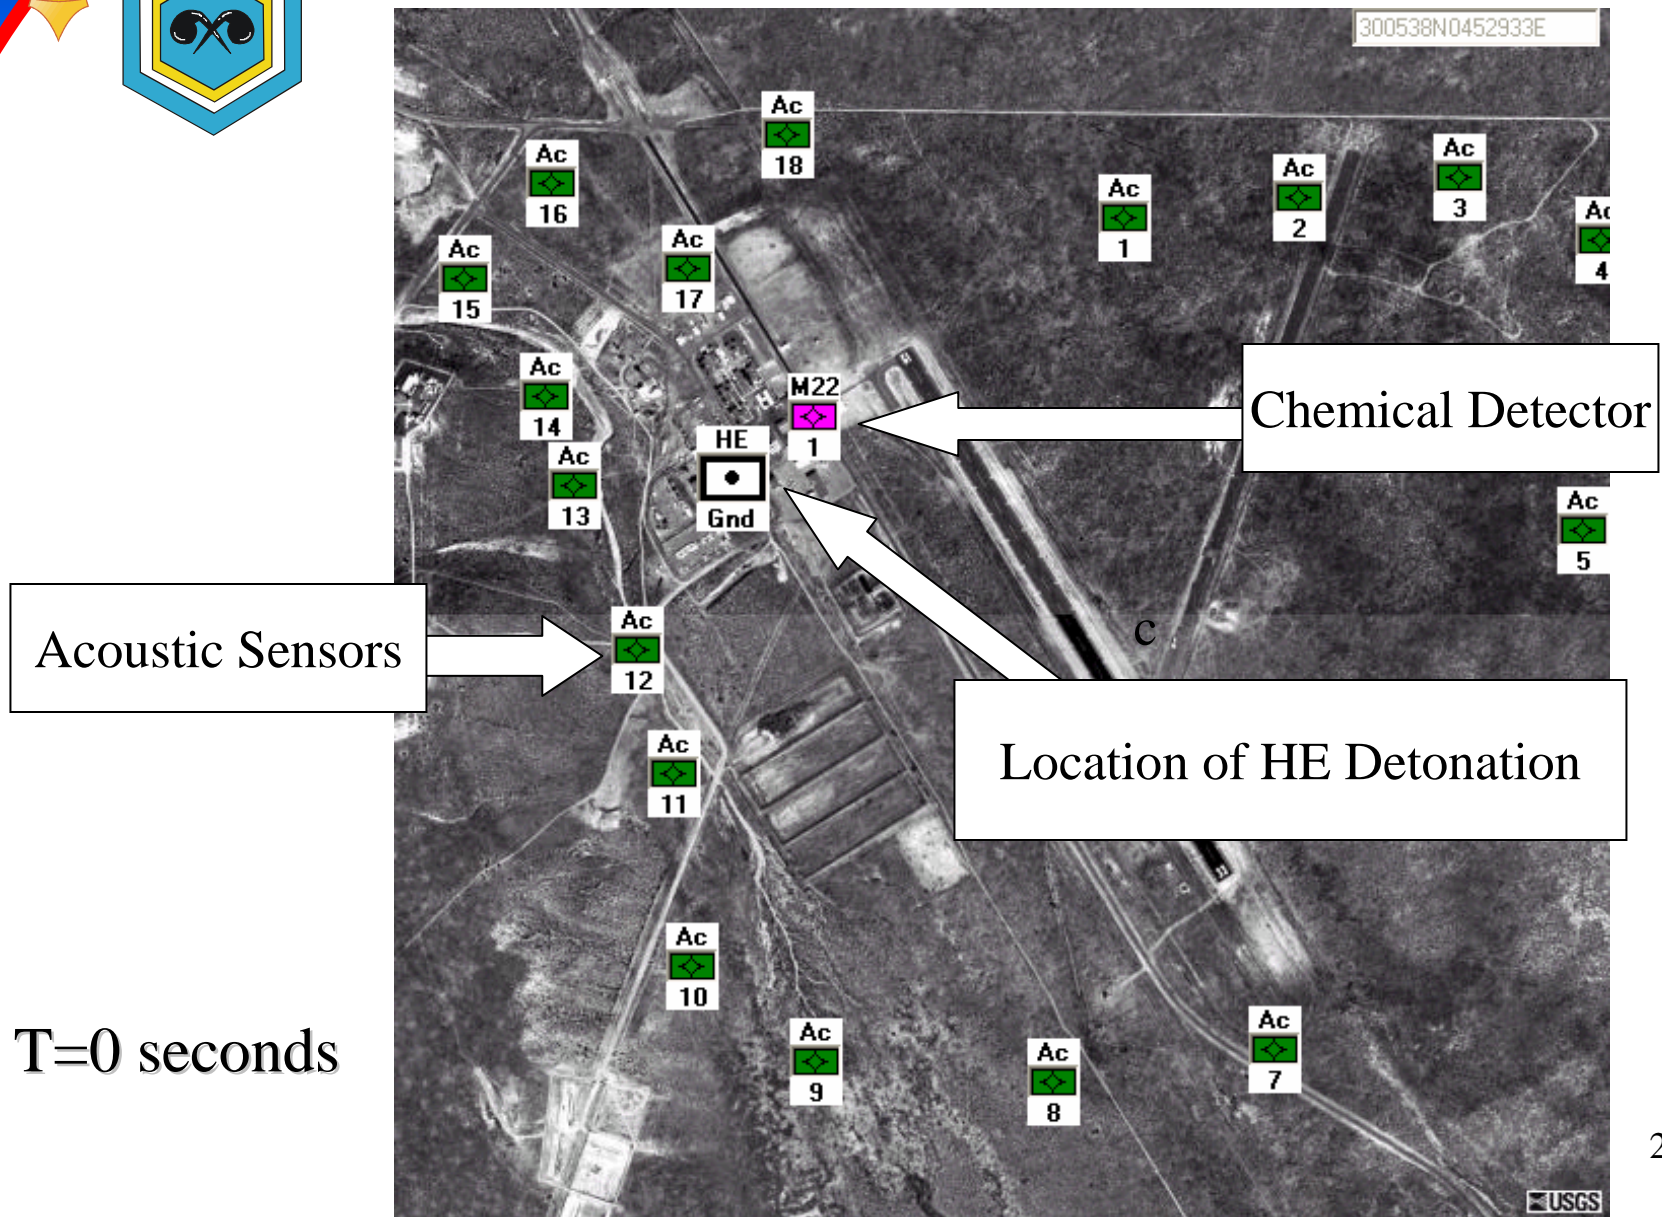 300538N0452933E
Ac
18
Ac
16
Ac
3
Ac
2
Ac
1
Ac
4
Ac
17
Ac
15
Ac
14
M22
1
Chemical Detector
HE
Gnd
Ac
13
Ac
5
Acoustic Sensors
Ac
12
c
Location of HE Detonation
Ac
11
33
Ac
10
T=0 seconds
Ac
9
Ac
8
Ac
7
2
USGS